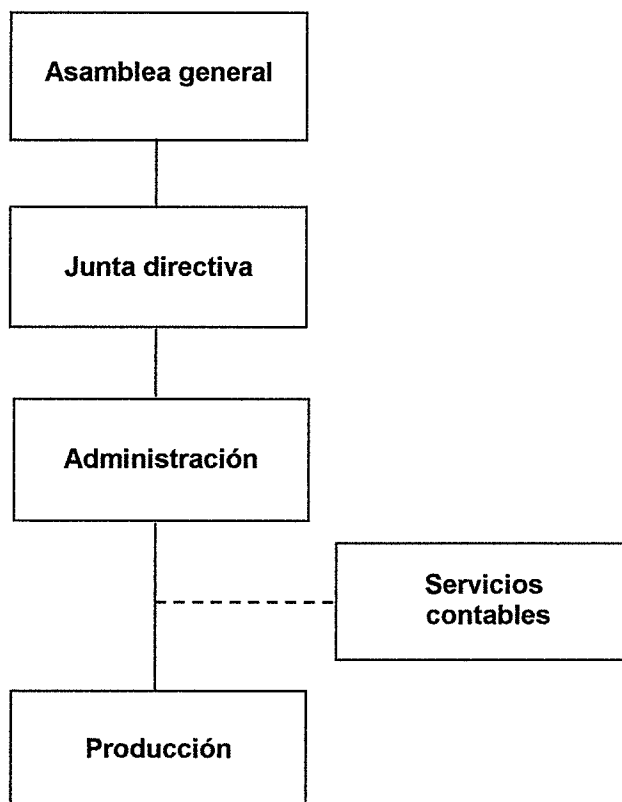 Asamblea general
Junta directiva
Administración
Servicios
contables
Producción